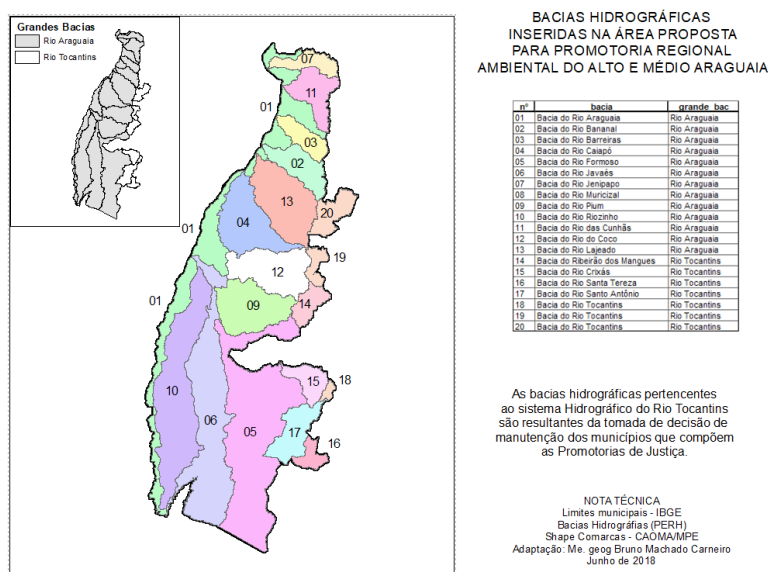 Grandes Bacias
Rio Araguaia
Rio Tocantins
07
11
01
03
02
13
20
04
01
19
12
01
09
14
15
18
10
06
05
17
16
BACIAS HIDROGRÁFICAS
INSERIDAS NA ÁREA PROPOSTA
PARA PROMOTORIA REGIONAL
AMBIENTAL DO ALTO E MÉDIO ARAGUAIA
nº bacia grande_bac
01 Bacia do Rio Araguaia Rio Araguaia
02 Bacia do Rio Bananal Rio Araguaia
03 Bacia do Rio Barreiras Rio Araguaia
04 Bacia do Rio Caiapó Rio Araguaia
05 Bacia do Rio Formoso Rio Araguaia
06 Bacia do Rio Javaés Rio Araguaia
07 Bacia do Rio Jenipapo Rio Araguaia
08 Bacia do Rio Muricizal Rio Araguaia
09 Bacia do Rio Pium Rio Araguaia
10 Bacia do Rio Riozinho Rio Araguaia
11 Bacia do Rio das Cunhãs Rio Araguaia
12 Bacia do Rio do Coco Rio Araguaia
13 Bacia do Rio Lajeado Rio Araguaia
14 Bacia do Ribeirão dos Mangues Rio Tocantins
15 Bacia do Rio Crixás Rio Tocantins
16 Bacia do Rio Santa Tereza Rio Tocantins
17 Bacia do Rio Santo Antônio Rio Tocantins
18 Bacia do Rio Tocantins Rio Tocantins
19 Bacia do Rio Tocantins Rio Tocantins
20 Bacia do Rio Tocantins Rio Tocantins
As bacias hidrográficas pertencentes
ao sistema Hidrográfico do Rio Tocantins
são resultantes da tomada de decisão de
manutenção dos municípios que compõem
as Promotorias de Justiça.
NOTA TÉCNICA
Limites municipais - IBGE
Bacias Hidrográfias (PERH)
Shape Comarcas - CAOMA/MPE
Adaptação: Me. geog Bruno Machado Carneiro
Junho de 2018